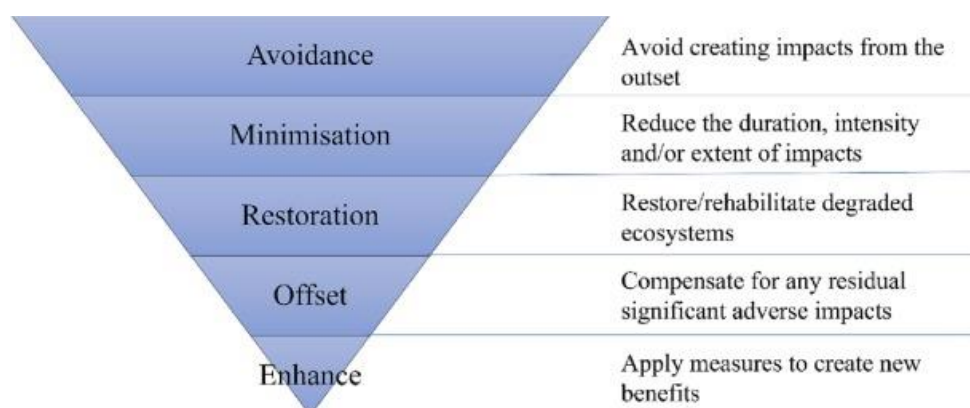 Avoidance
Avoid creating impacts from the
outset
Minimisation
Reduce the duration, intensity
and/or extent of impacts
Restoration
Restore/rehabilitate degraded
ecosystems
Offset
Compensate for any residual
significant adverse impacts
Enhance
Apply measures to create new
benefits